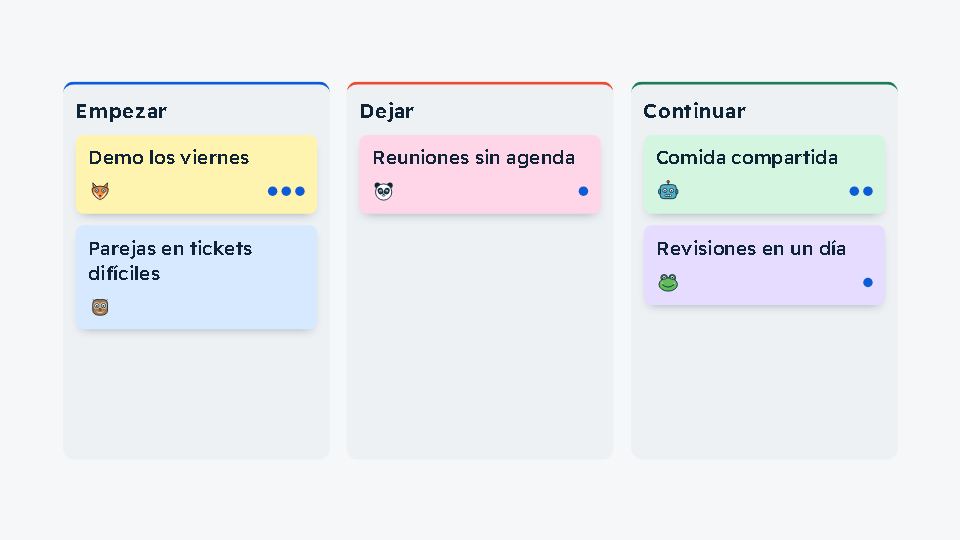 Empezar
Demo los viernes
Parejas en tickets
difíciles
Dejar
Reuniones sin agenda
Continuar
Comida compartida
Revisiones en un día